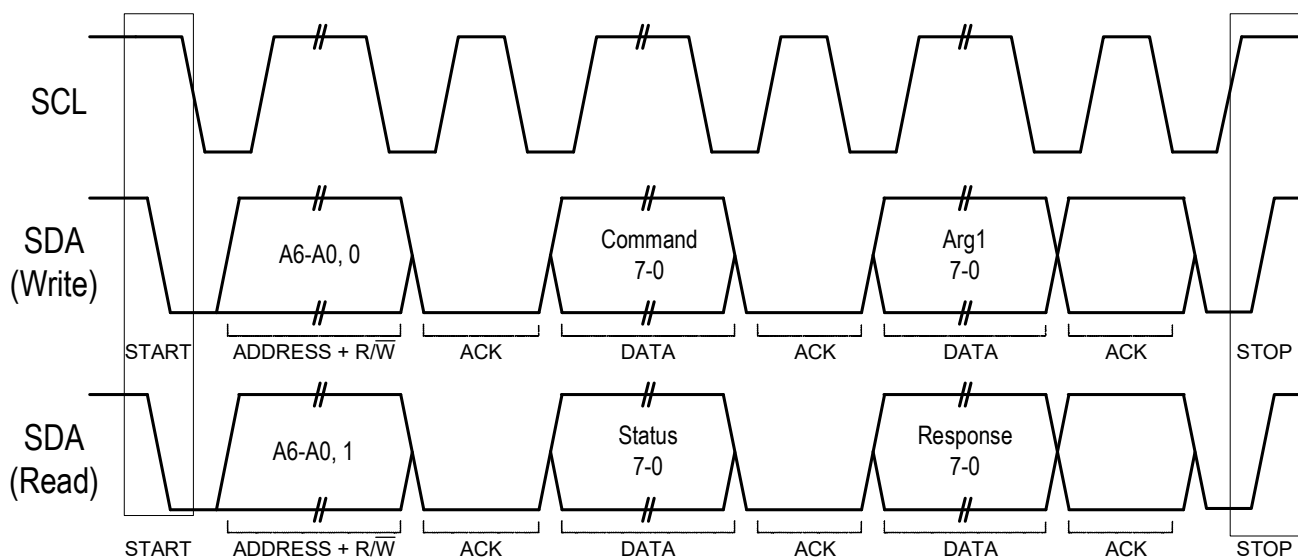 SCL
SDA
(Write)
A6-A0, 0
Command
7-0
Arg1
7-0
START
ADDRESS + R/W̅
ACK
DATA
ACK
DATA
ACK
STOP
SDA
(Read)
A6-A0, 1
Status
7-0
Response
7-0
START
ADDRESS + R/W̅
ACK
DATA
ACK
DATA
ACK
STOP